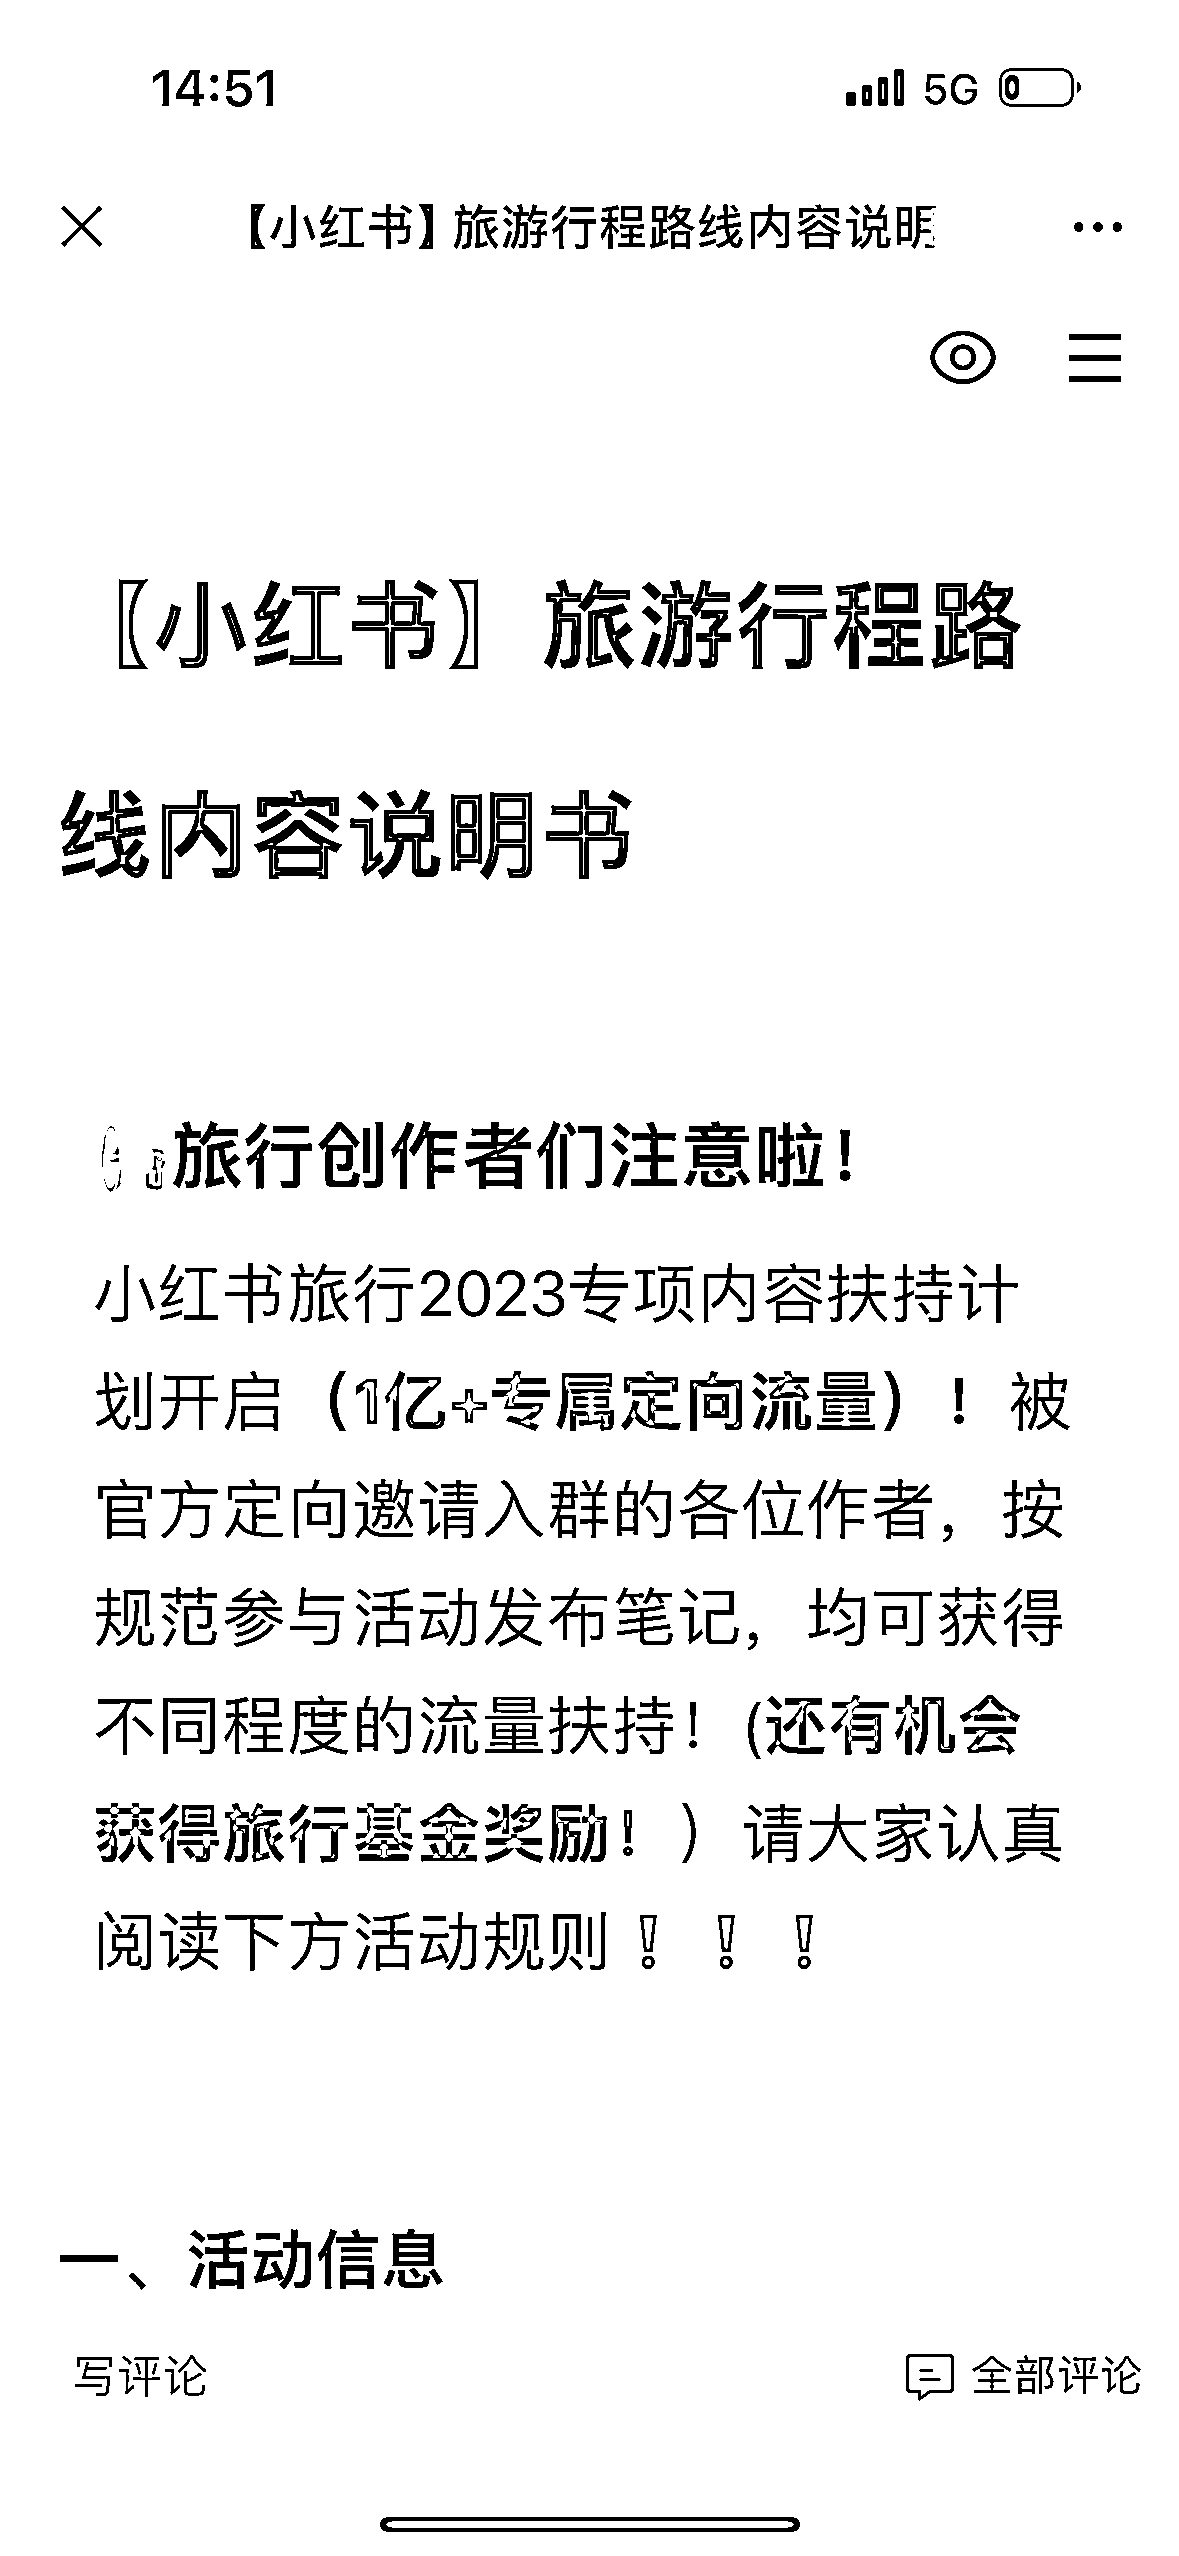 14:51 5G
【小红书】旅游行程路线内容说明
【小红书】旅游行程路
线内容说明书
旅行创作者们注意啦！
小红书旅行2023专项内容扶持计
划开启（1亿+专属定向流量）！被
官方定向邀请入群的各位作者，按
规范参与活动发布笔记，均可获得
不同程度的流量扶持！(还有机会
获得旅行基金奖励！）请大家认真
阅读下方活动规则！！！
一、活动信息
写评论 全部评论